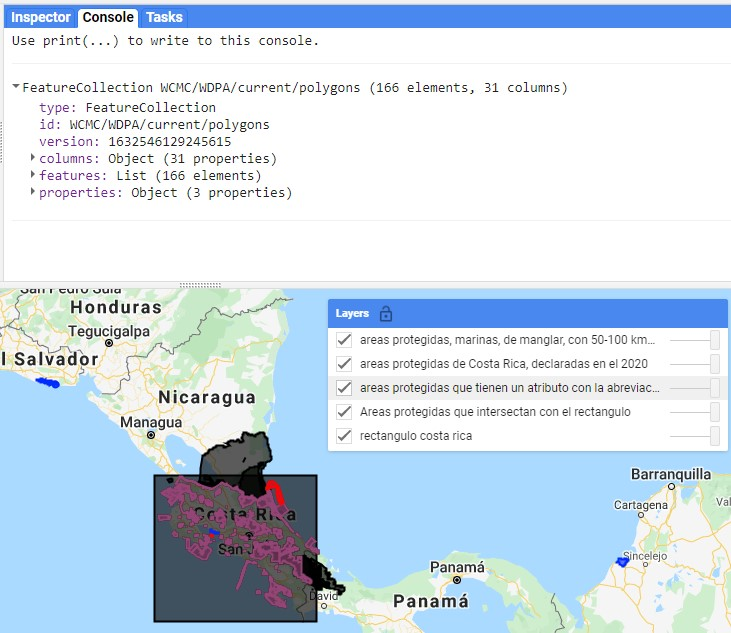 Inspector Console Tasks
Use print(...) to write to this console.
FeatureCollection WCMC/WDPA/current/polygons (166 elements, 31 columns)
type: FeatureCollection
id: WCMC/WDPA/current/polygons
version: 1632546129245615
columns: Object (31 properties)
features: List (166 elements)
properties: Object (3 properties)
San Pedro Sula
Honduras
Tegucigalpa
l Salvador
Nicaragua
Managua
Layers
areas protegidas, marinas, de manglar, con 50-100 km...
areas protegidas de Costa Rica, declaradas en el 2020
areas protegidas que tienen un atributo con la abreviac...
Areas protegidas que intersectan con el rectangulo
rectangulo costa rica
Barranquilla
Cartagena
Val
Costa Rica
Sincelejo
San J
Panamá
David
Panamá